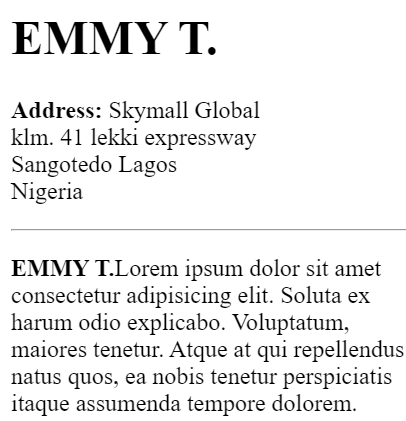 EMMY T.
Address: Skymall Global
klm. 41 lekki expressway
Sangotedo Lagos
Nigeria
EMMY T.Lorem ipsum dolor sit amet
consectetur adipisicing elit. Soluta ex
harum odio explicabo. Voluptatum,
maiores tenetur. Atque at qui repellendus
natus quos, ea nobis tenetur perspiciatis
itaque assumenda tempore dolorem.